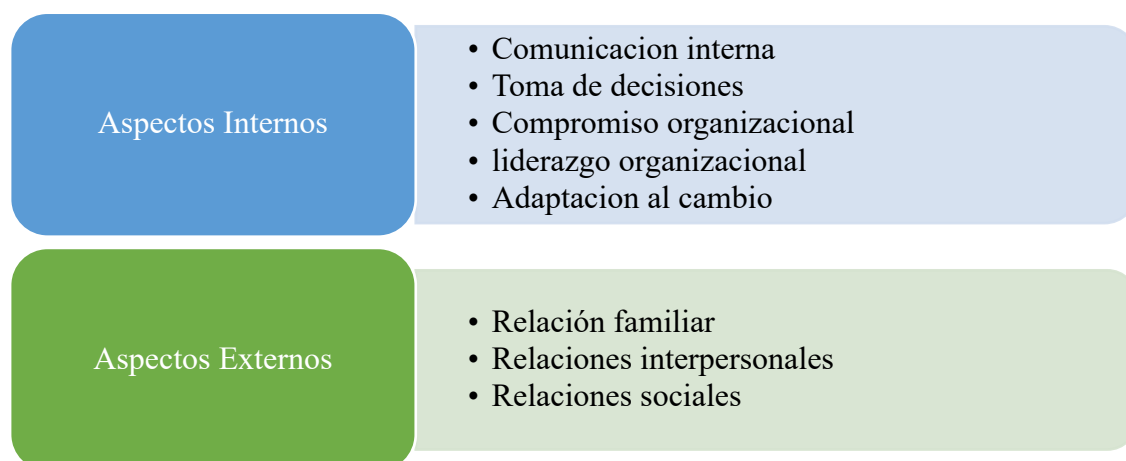 Aspectos Internos
• Comunicacion interna
• Toma de decisiones
• Compromiso organizacional
• liderazgo organizacional
• Adaptacion al cambio
Aspectos Externos
• Relación familiar
• Relaciones interpersonales
• Relaciones sociales